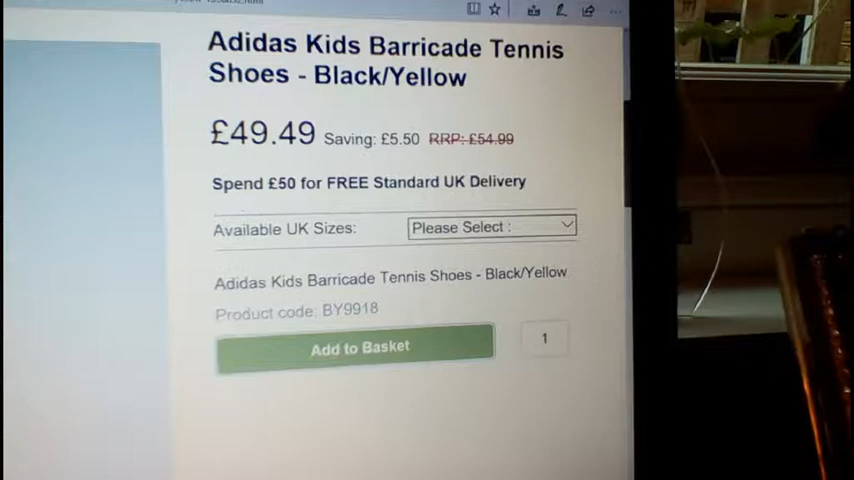 Adidas Kids Barricade Tennis
Shoes - Black/Yellow
£49.49 Saving: £5.50 RRP: £54.99
Spend £50 for FREE Standard UK Delivery
Available UK Sizes: Please Select :
Adidas Kids Barricade Tennis Shoes - Black/Yellow
Product code: BY9918
Add to Basket 1